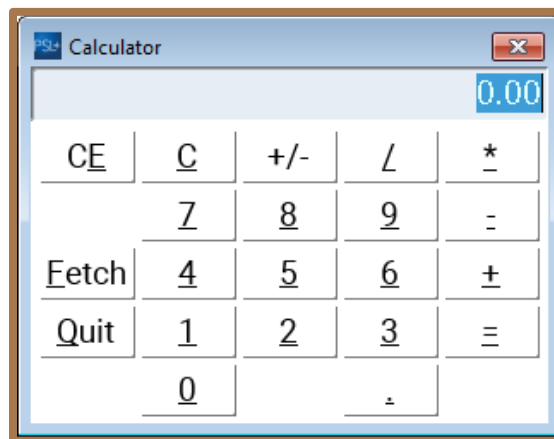 PSL+ Calculator
0.00
CE C +/- / *
7 8 9 -
Fetch 4 5 6 +
Quit 1 2 3 =
0 .